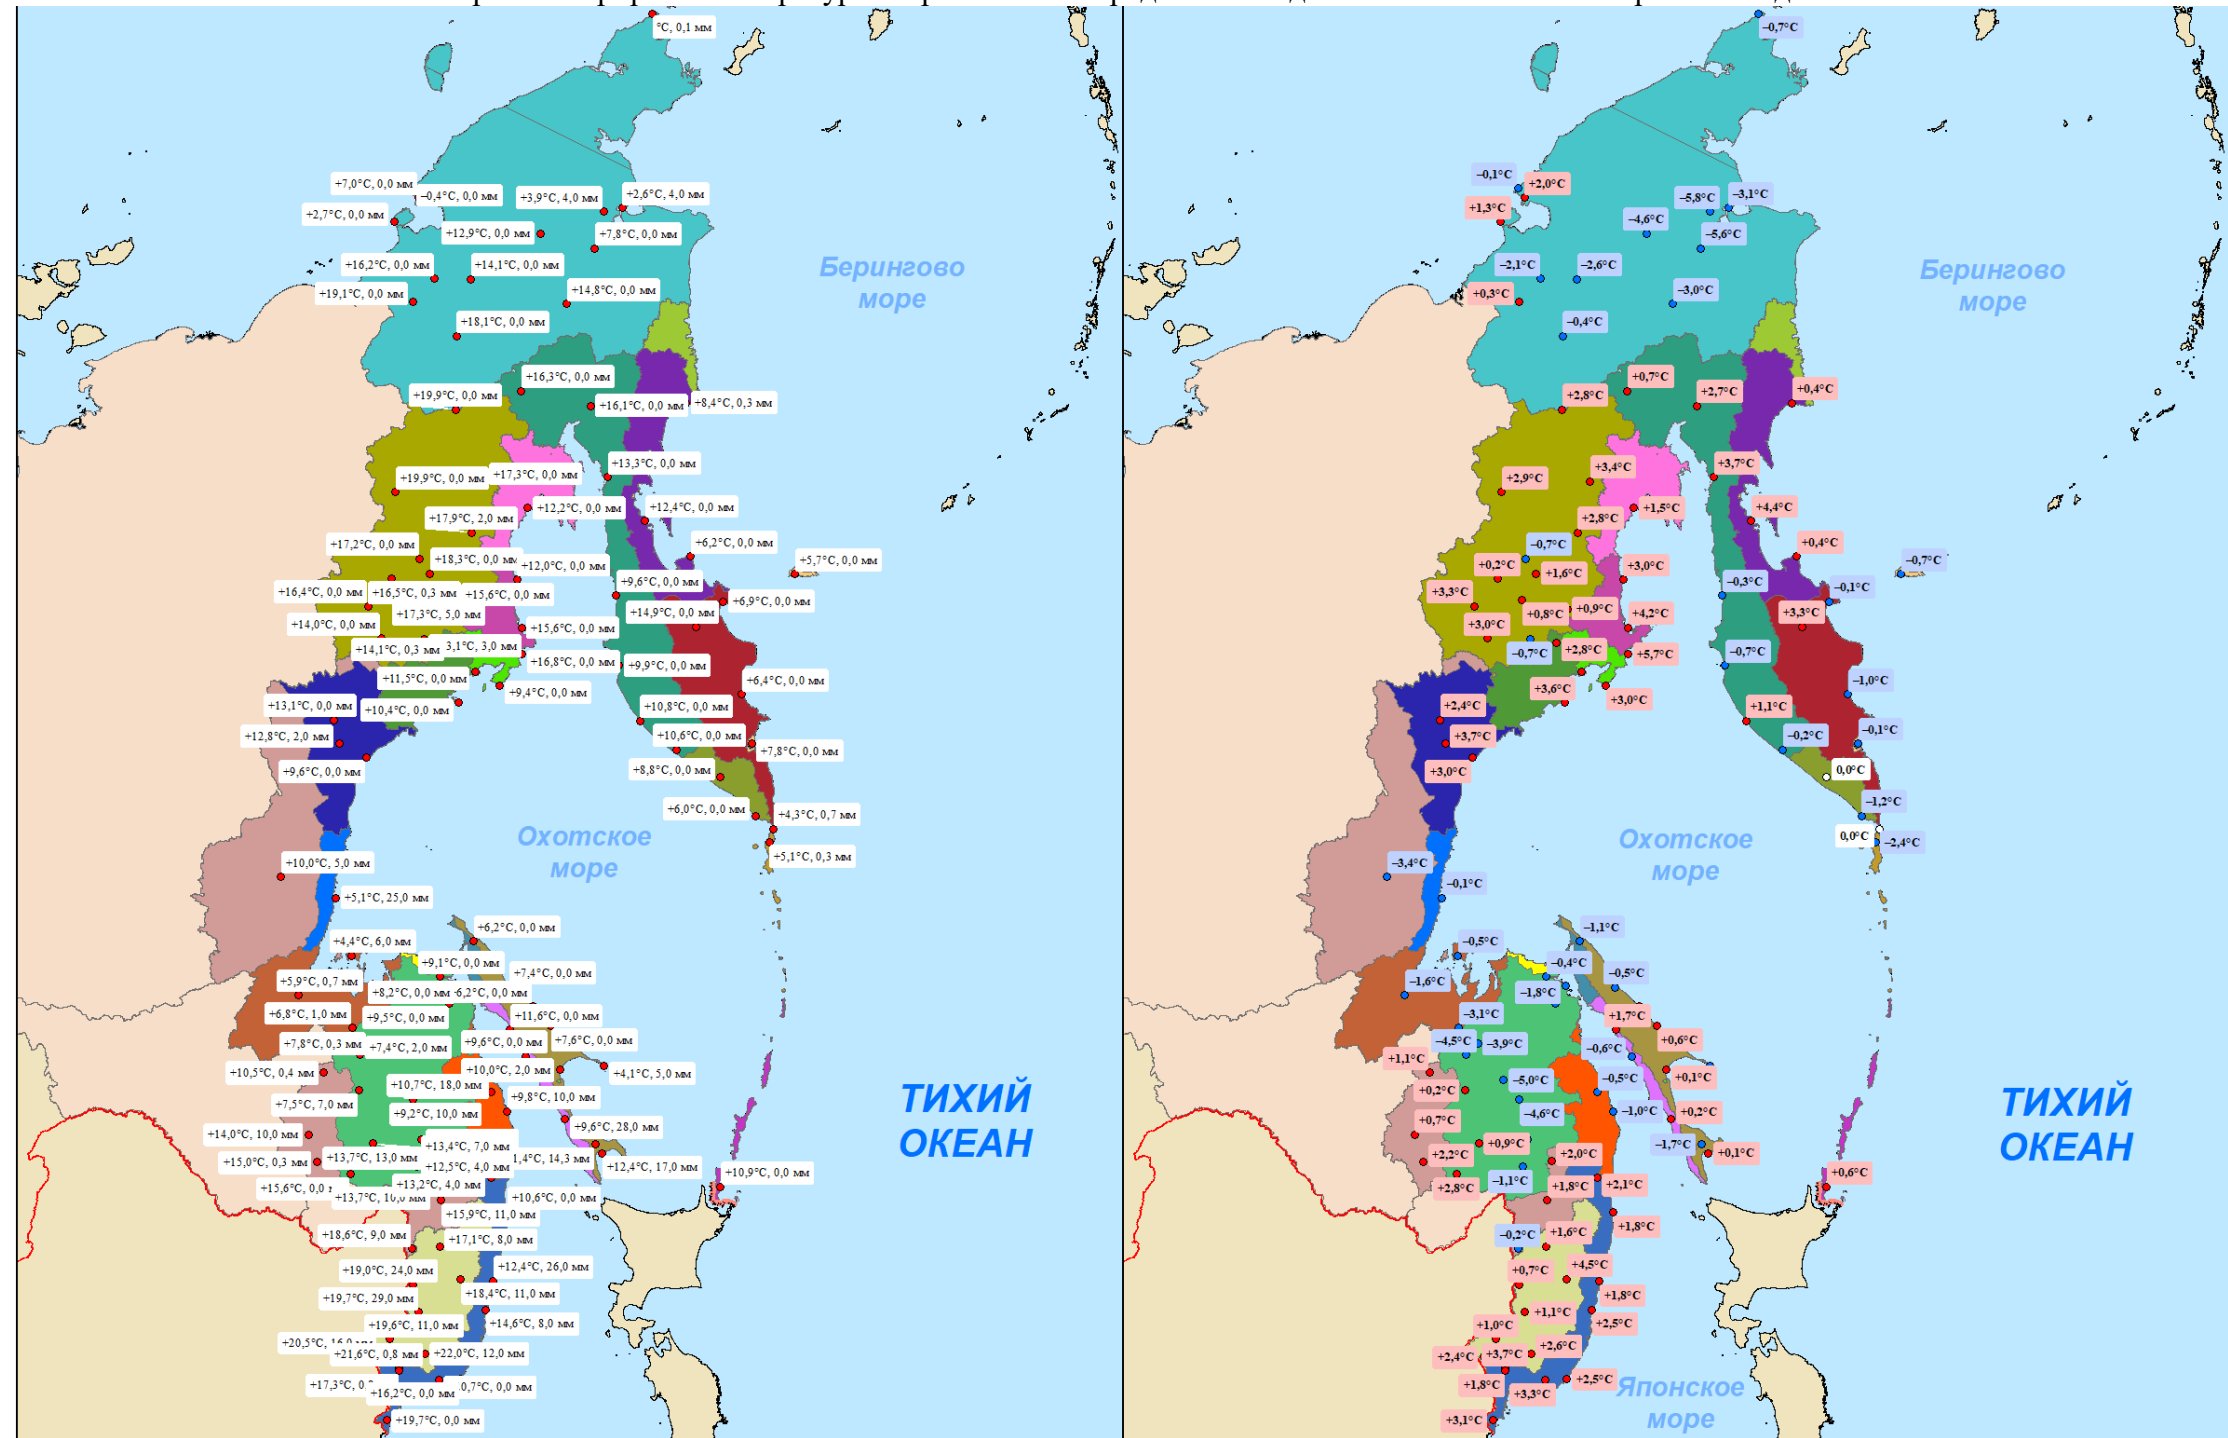 °C, 0,1 мм
+7,0°C, 0,0 мм
–0,4°C, 0,0 мм
+3,9°C, 4,0 мм
+2,6°C, 4,0 мм
+2,7°C, 0,0 мм
+12,9°C, 0,0 мм
+7,8°C, 0,0 мм
+16,2°C, 0,0 мм
+14,1°C, 0,0 мм
+19,1°C, 0,0 мм
+14,8°C, 0,0 мм
+18,1°C, 0,0 мм
Берингово
море
+16,3°C, 0,0 мм
+19,9°C, 0,0 мм
+16,1°C, 0,0 мм
+8,4°C, 0,3 мм
+13,3°C, 0,0 мм
+19,9°C, 0,0 мм
+17,3°C, 0,0 мм
+12,2°C, 0,0 мм
+12,4°C, 0,0 мм
+17,9°C, 2,0 мм
+17,2°C, 0,0 мм
+18,3°C, 0,0 мм
+12,0°C, 0,0 мм
+6,2°C, 0,0 мм
+5,7°C, 0,0 мм
+9,6°C, 0,0 мм
+16,4°C, 0,0 мм
+16,5°C, 0,3 мм
+15,6°C, 0,0 мм
+6,9°C, 0,0 мм
+17,3°C, 5,0 мм
+14,9°C, 0,0 мм
+14,0°C, 0,0 мм
+15,6°C, 0,0 мм
+14,1°C, 0,3 мм
3,1°C, 3,0 мм
+16,8°C, 0,0 мм
+9,9°C, 0,0 мм
+11,5°C, 0,0 мм
+9,4°C, 0,0 мм
+6,4°C, 0,0 мм
+13,1°C, 0,0 мм
+10,4°C, 0,0 мм
+10,8°C, 0,0 мм
+12,8°C, 2,0 мм
+10,6°C, 0,0 мм
+7,8°C, 0,0 мм
+9,6°C, 0,0 мм
+8,8°C, 0,0 мм
+6,0°C, 0,0 мм
+4,3°C, 0,7 мм
Охотское
море
+5,1°C, 0,3 мм
+10,0°C, 5,0 мм
+5,1°C, 25,0 мм
+6,2°C, 0,0 мм
+4,4°C, 6,0 мм
+9,1°C, 0,0 мм
+7,4°C, 0,0 мм
+5,9°C, 0,7 мм
+8,2°C, 0,0 мм
6,2°C, 0,0 мм
+6,8°C, 1,0 мм
+9,5°C, 0,0 мм
+11,6°C, 0,0 мм
+7,8°C, 0,3 мм
+7,4°C, 2,0 мм
+9,6°C, 0,0 мм
+7,6°C, 0,0 мм
+10,5°C, 0,4 мм
+10,0°C, 2,0 мм
+4,1°C, 5,0 мм
+10,7°C, 18,0 мм
+7,5°C, 7,0 мм
+9,2°C, 10,0 мм
+9,8°C, 10,0 мм
ТИХИЙ
ОКЕАН
+14,0°C, 10,0 мм
+9,6°C, 28,0 мм
+13,4°C, 7,0 мм
+15,0°C, 0,3 мм
+13,7°C, 13,0 мм
+12,5°C, 4,0 мм
1,4°C, 14,3 мм
+12,4°C, 17,0 мм
+10,9°C, 0,0 мм
+15,6°C, 0,0
+13,2°C, 4,0 мм
+13,7°C, 10,0 мм
+10,6°C, 0,0 мм
+15,9°C, 11,0 мм
+18,6°C, 9,0 мм
+17,1°C, 8,0 мм
+19,0°C, 24,0 мм
+12,4°C, 26,0 мм
+19,7°C, 29,0 мм
+18,4°C, 11,0 мм
+19,6°C, 11,0 мм
+14,6°C, 8,0 мм
+20,5°C, 16,0 мм
+21,6°C, 0,8 мм
+22,0°C, 12,0 мм
+17,3°C,
+16,2°C, 0,0 мм
0,7°C, 0,0 мм
+19,7°C, 0,0 мм
–0,7°C
–0,1°C
+2,0°C
+1,3°C
–5,8°C
–3,1°C
–4,6°C
–5,6°C
–2,1°C
–2,6°C
+0,3°C
–3,0°C
–0,4°C
Берингово
море
+0,7°C
+2,8°C
+2,7°C
+0,4°C
+3,4°C
+3,7°C
+2,9°C
+1,5°C
+4,4°C
+2,8°C
–0,7°C
+0,4°C
–0,7°C
+0,2°C
+1,6°C
+3,0°C
–0,3°C
–0,1°C
+3,3°C
+0,8°C
+0,9°C
+4,2°C
+3,3°C
+3,0°C
–0,7°C
+2,8°C
+5,7°C
–0,7°C
+3,6°C
+3,0°C
–1,0°C
+2,4°C
+1,1°C
+3,7°C
–0,2°C
–0,1°C
+3,0°C
0,0°C
–1,2°C
Охотское
море
0,0°C
–2,4°C
–3,4°C
–0,1°C
–1,1°C
–0,5°C
–0,4°C
–0,5°C
–1,6°C
–1,8°C
–3,1°C
+1,7°C
–4,5°C
–3,9°C
+0,6°C
–0,6°C
+1,1°C
+0,1°C
+0,2°C
–5,0°C
–0,5°C
–4,6°C
–1,0°C
+0,2°C
ТИХИЙ
ОКЕАН
+0,7°C
+0,9°C
–1,7°C
+0,1°C
+2,2°C
+2,0°C
+0,6°C
+2,8°C
–1,1°C
+1,8°C
+2,1°C
+1,8°C
–0,2°C
+1,6°C
+0,7°C
+4,5°C
+1,8°C
+1,1°C
+1,0°C
+2,5°C
+2,4°C
+3,7°C
+2,6°C
+1,8°C
+3,3°C
+2,5°C
Японское
море
+3,1°C